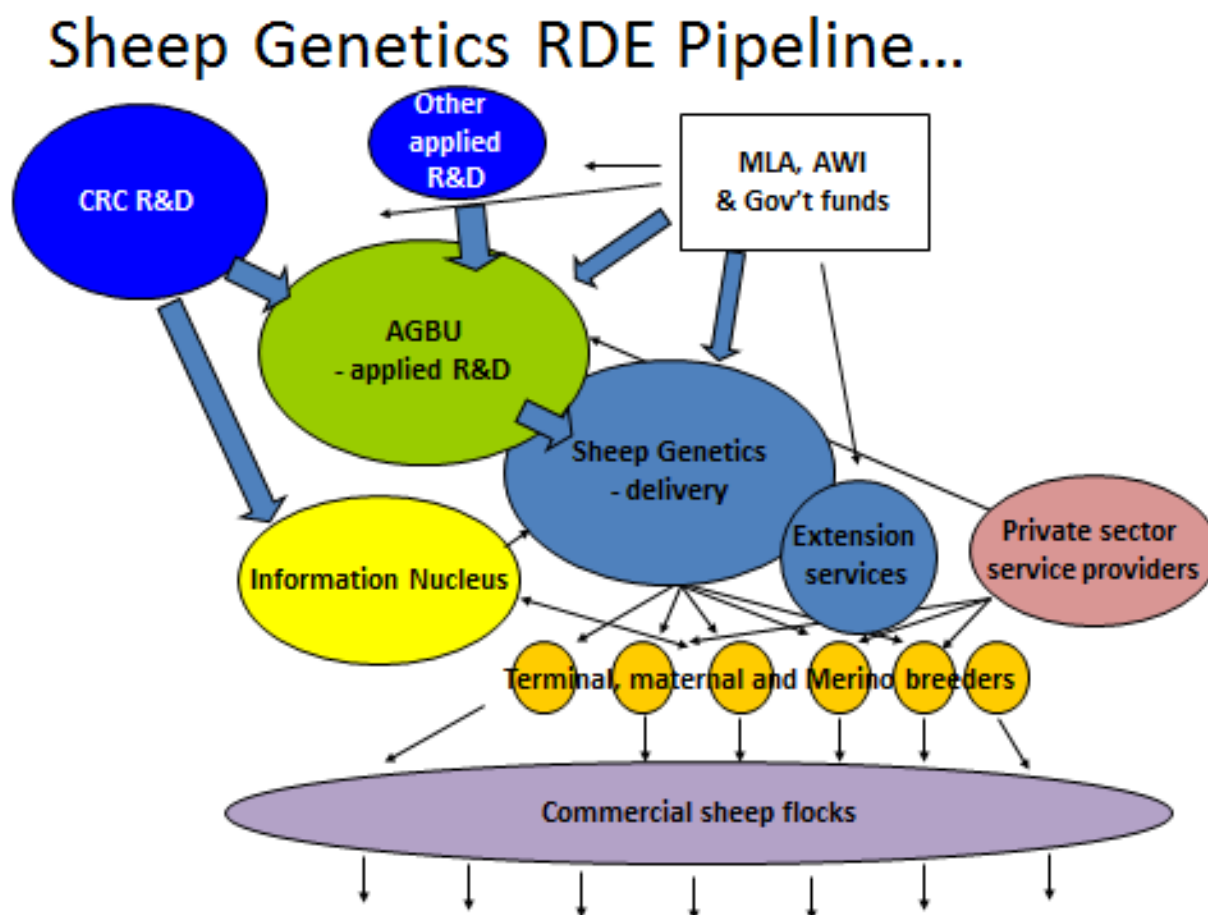 Sheep Genetics RDE Pipeline...
Other
applied
R&D
CRC R&D
MLA, AWI
& Gov't funds
AGBU
- applied R&D
Sheep Genetics
- delivery
Extension
services
Private sector
service providers
Information Nucleus
Terminal, maternal and Merino breeders
Commercial sheep flocks